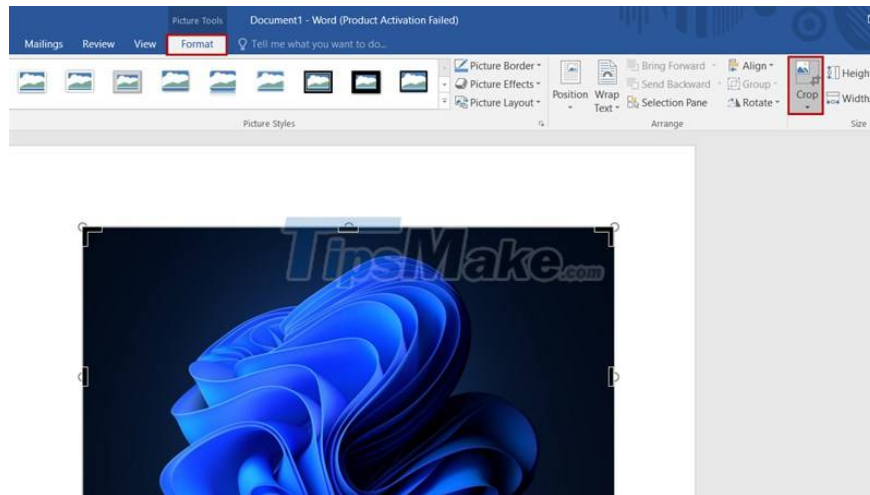 Picture Tools
Document1 - Word (Product Activation Failed)
Mailings
Review
View
Format
Tell me what you want to do...
Picture Border
Picture Effects
Picture Layout
Position
Wrap
Text
Bring Forward
Send Backward
Selection Pane
Align
Group
Rotate
Crop
Heigh
Width
Picture Styles
Arrange
Size
TipsMake.com